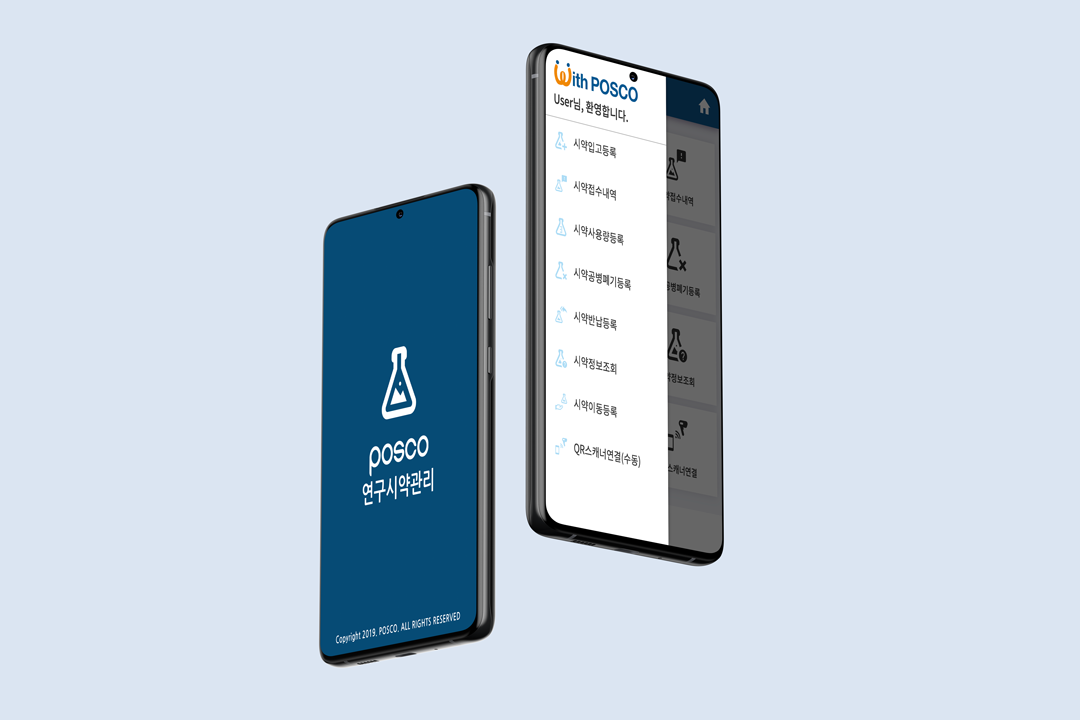 posco
연구시약관리
Copyright 2019. POSCO. ALL RIGHTS RESERVED
With POSCO
User님, 환영합니다.
시약입고등록
시약접수내역
시약사용량등록
시약공병폐기등록
시약반납등록
시약정보조회
시약이동등록
QR스캐너연결(수동)
약접수내역
공병폐기등록
약정보조회
스캐너연결